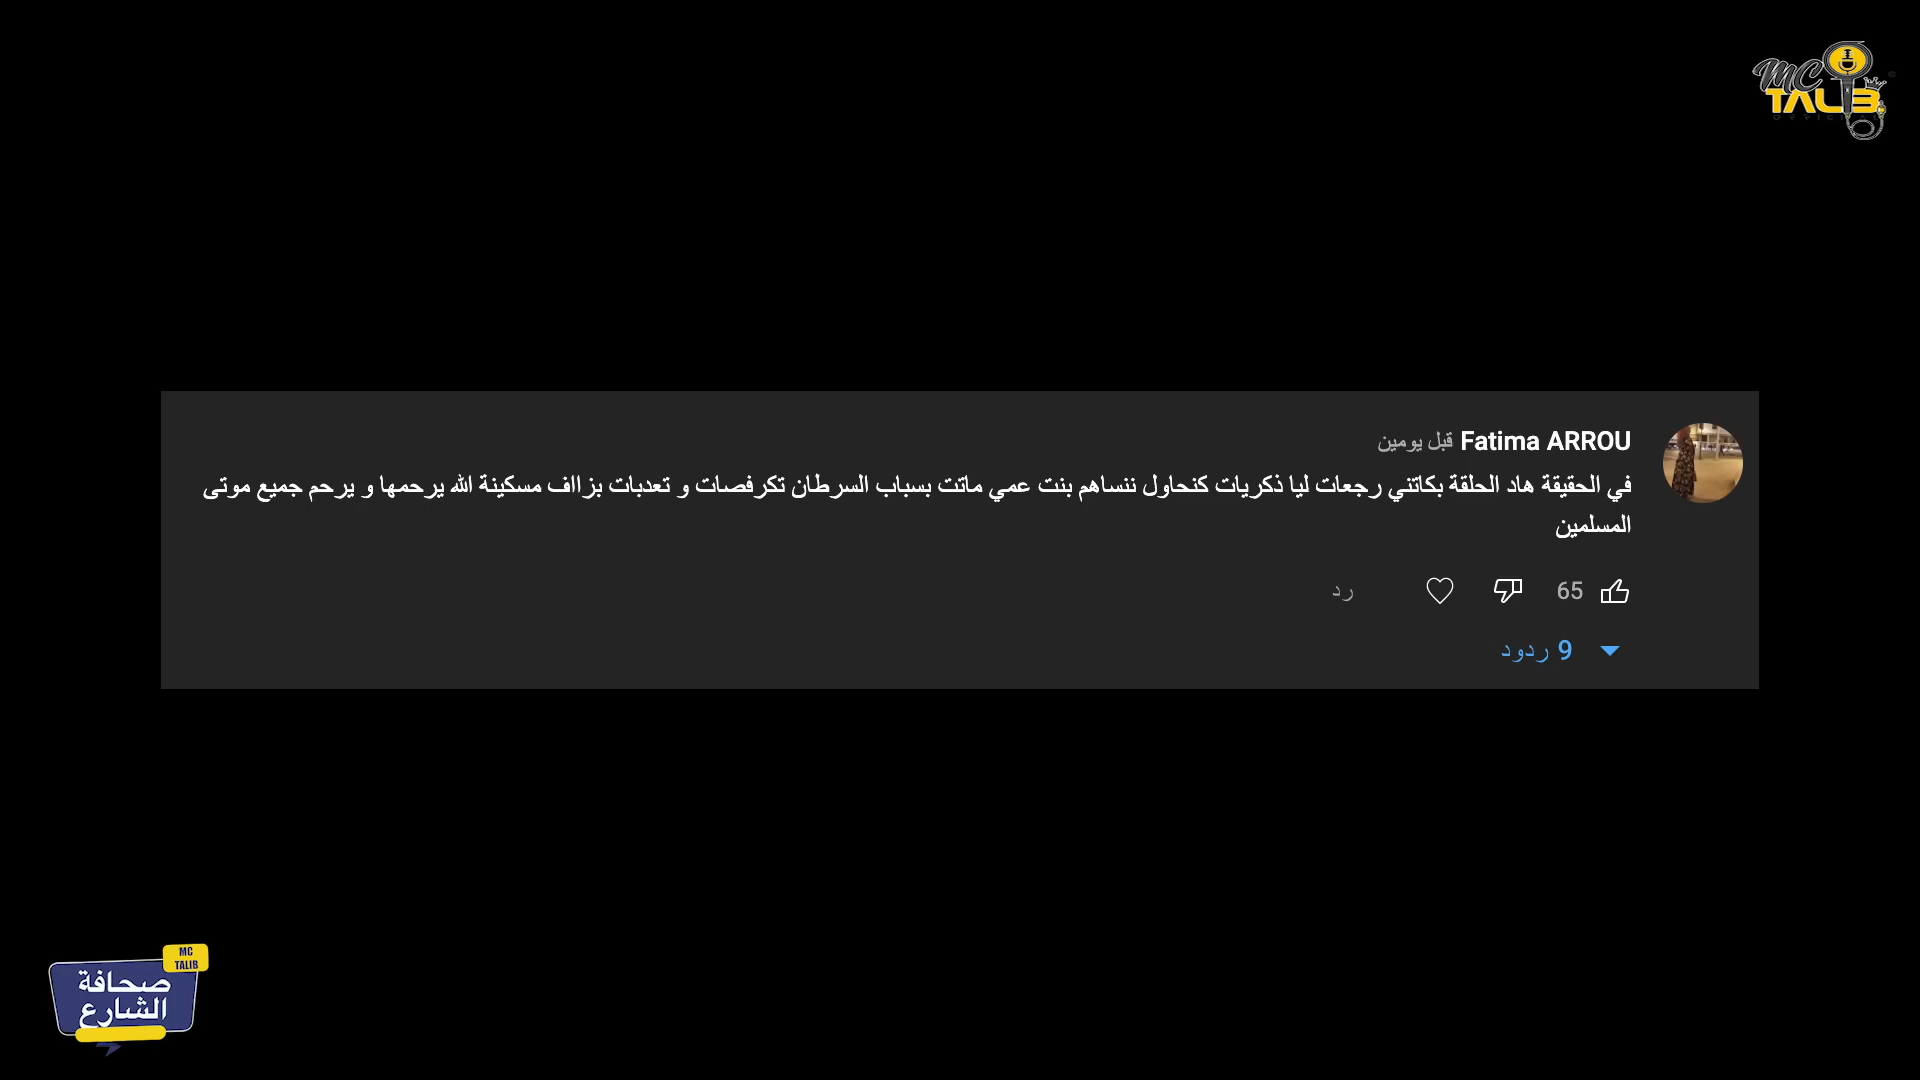 MC
TALIB
Fatima ARROU قبل يومين
في الحقيقة هاد الحلقة بكاتني رجعات ليا ذكريات كنحاول ننساهم بنت عمي ماتت بسباب السرطان تكرفصات و تعدبات بزااف مسكينة الله يرحمها و يرحم جميع موتى
المسلمين
65
رد
9 ردود
MC
TALIB
صحافة
الشارع